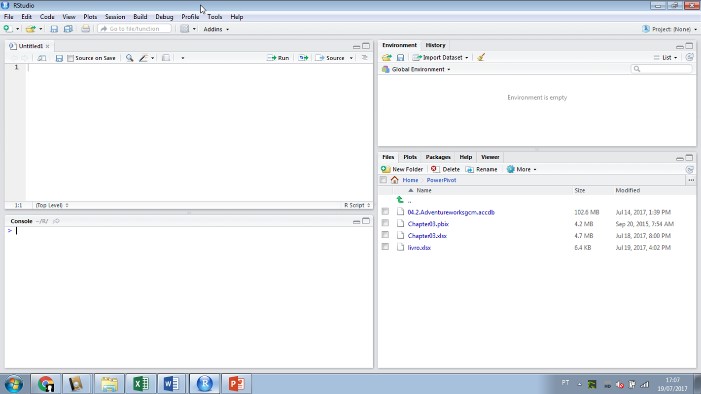 RStudio
File Edit Code View Plots Session Build Debug Profile Tools Help
Go to file/function Addins Project: (None)
Untitled1
Source on Save Run Source
1
1:1 (Top Level) R Script
Console ~/R/
>
Environment History
Import Dataset List
Global Environment
Environment is empty
Files Plots Packages Help Viewer
New Folder Delete Rename More
Home PowerPivot
Name Size Modified
..
04.2.Adventureworksgcm.accdb 102.8 MB Jul 14, 2017, 1:39 PM
Chapter03.pbix 4.2 MB Sep 20, 2015, 7:54 AM
Chapter03.xlsx 4.7 MB Jul 18, 2017, 8:00 PM
livro.xlsx 6.4 KB Jul 19, 2017, 4:02 PM
PT 17:07
19/07/2017